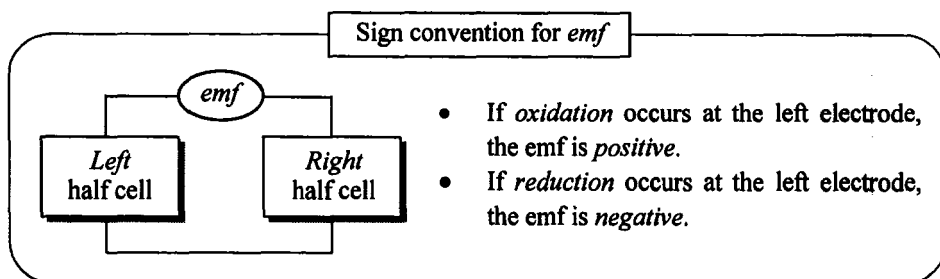 Sign convention for emf
emf
Left
half cell
Right
half cell
• If oxidation occurs at the left electrode,
the emf is positive.
• If reduction occurs at the left electrode,
the emf is negative.